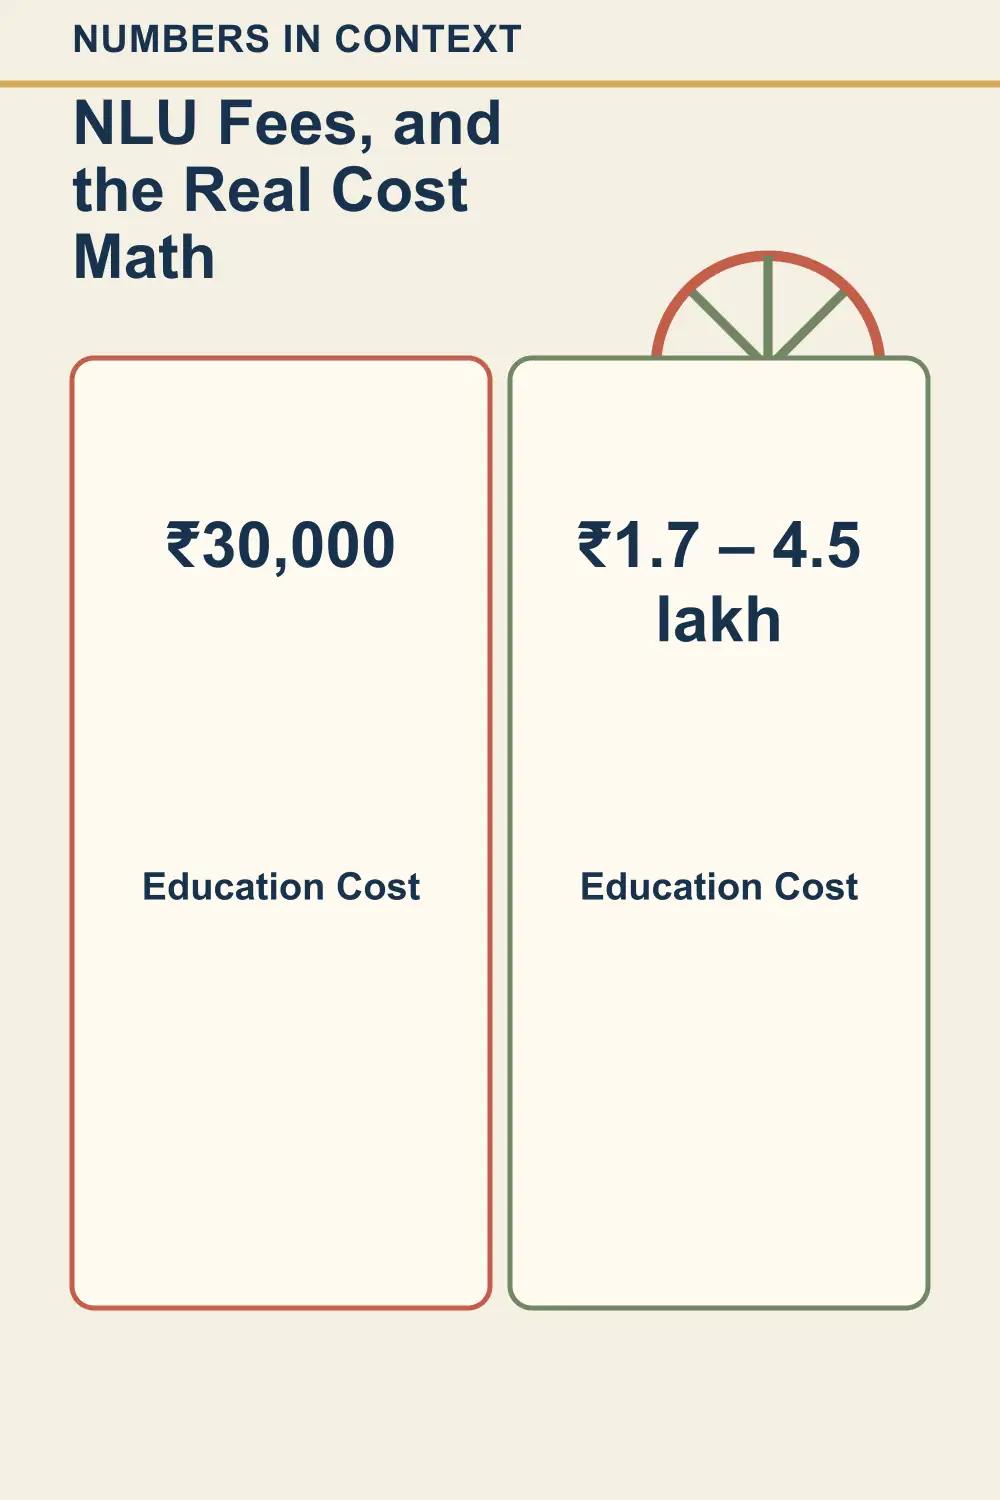 NUMBERS IN CONTEXT
NLU Fees, and
the Real Cost
Math
₹30,000
Education Cost
₹1.7 – 4.5
lakh
Education Cost